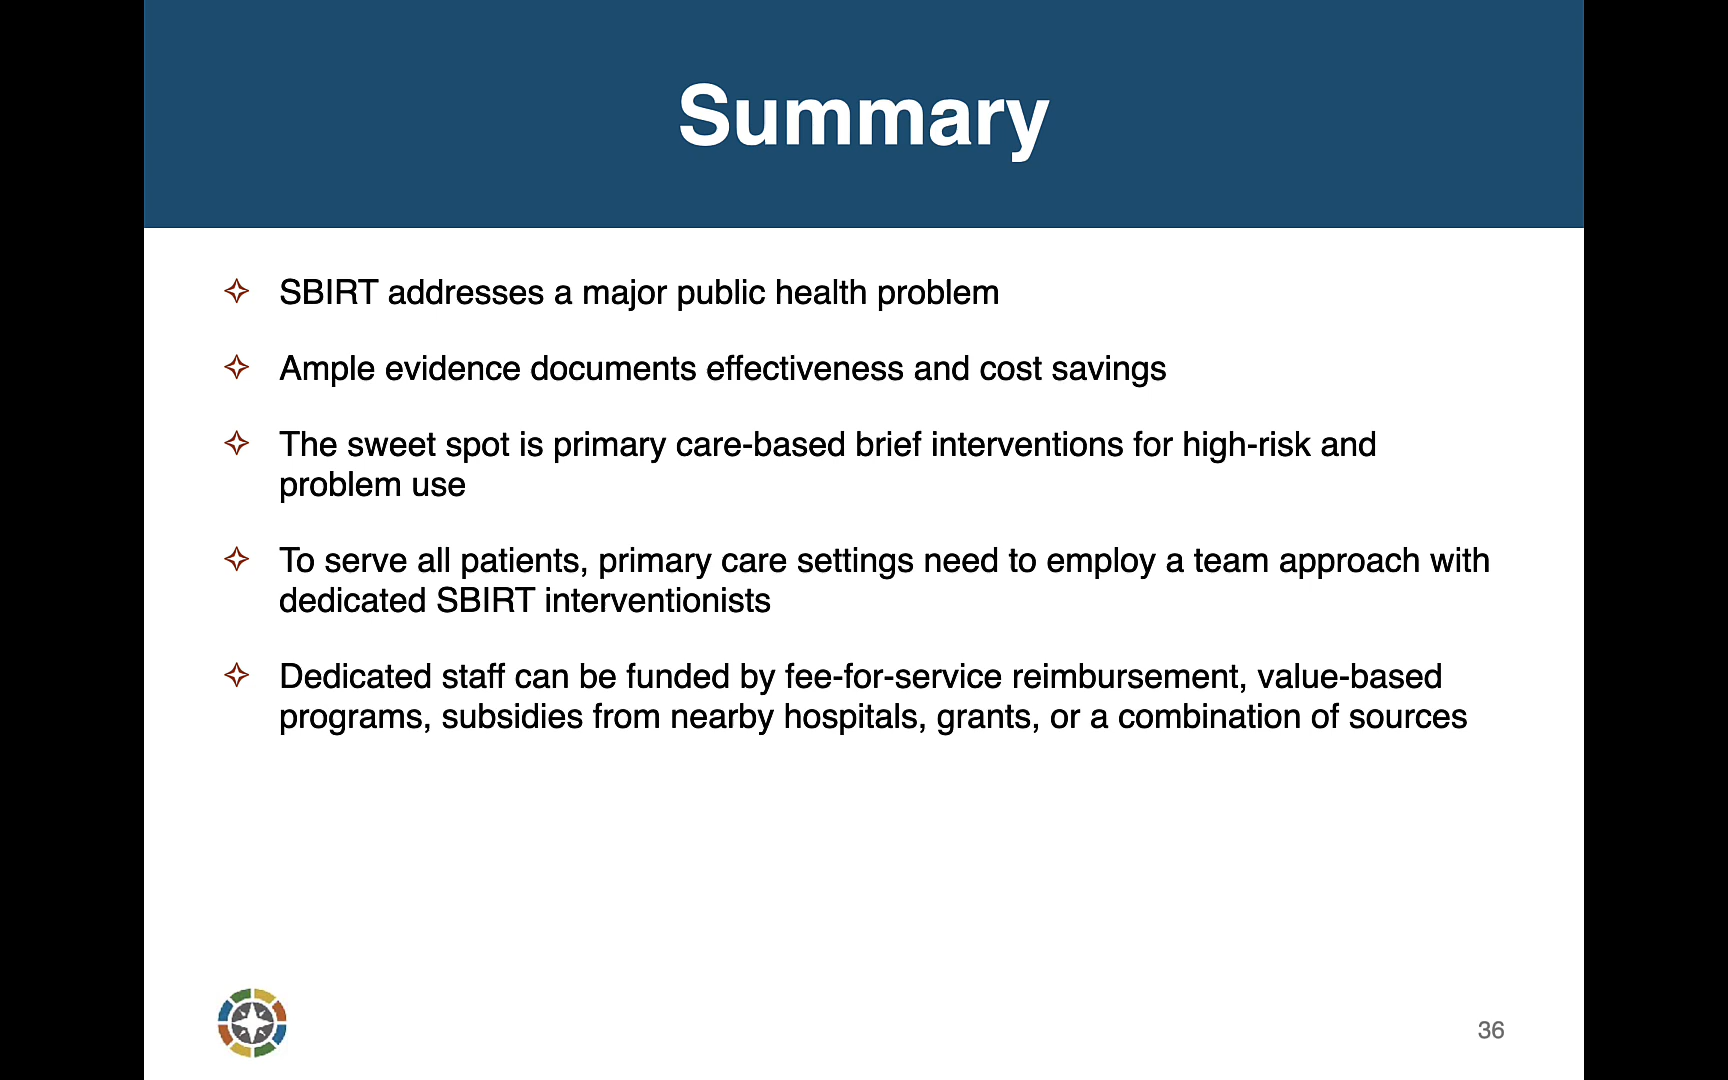 Summary
SBIRT addresses a major public health problem
Ample evidence documents effectiveness and cost savings
The sweet spot is primary care-based brief interventions for high-risk and
problem use
To serve all patients, primary care settings need to employ a team approach with
dedicated SBIRT interventionists
Dedicated staff can be funded by fee-for-service reimbursement, value-based
programs, subsidies from nearby hospitals, grants, or a combination of sources
36